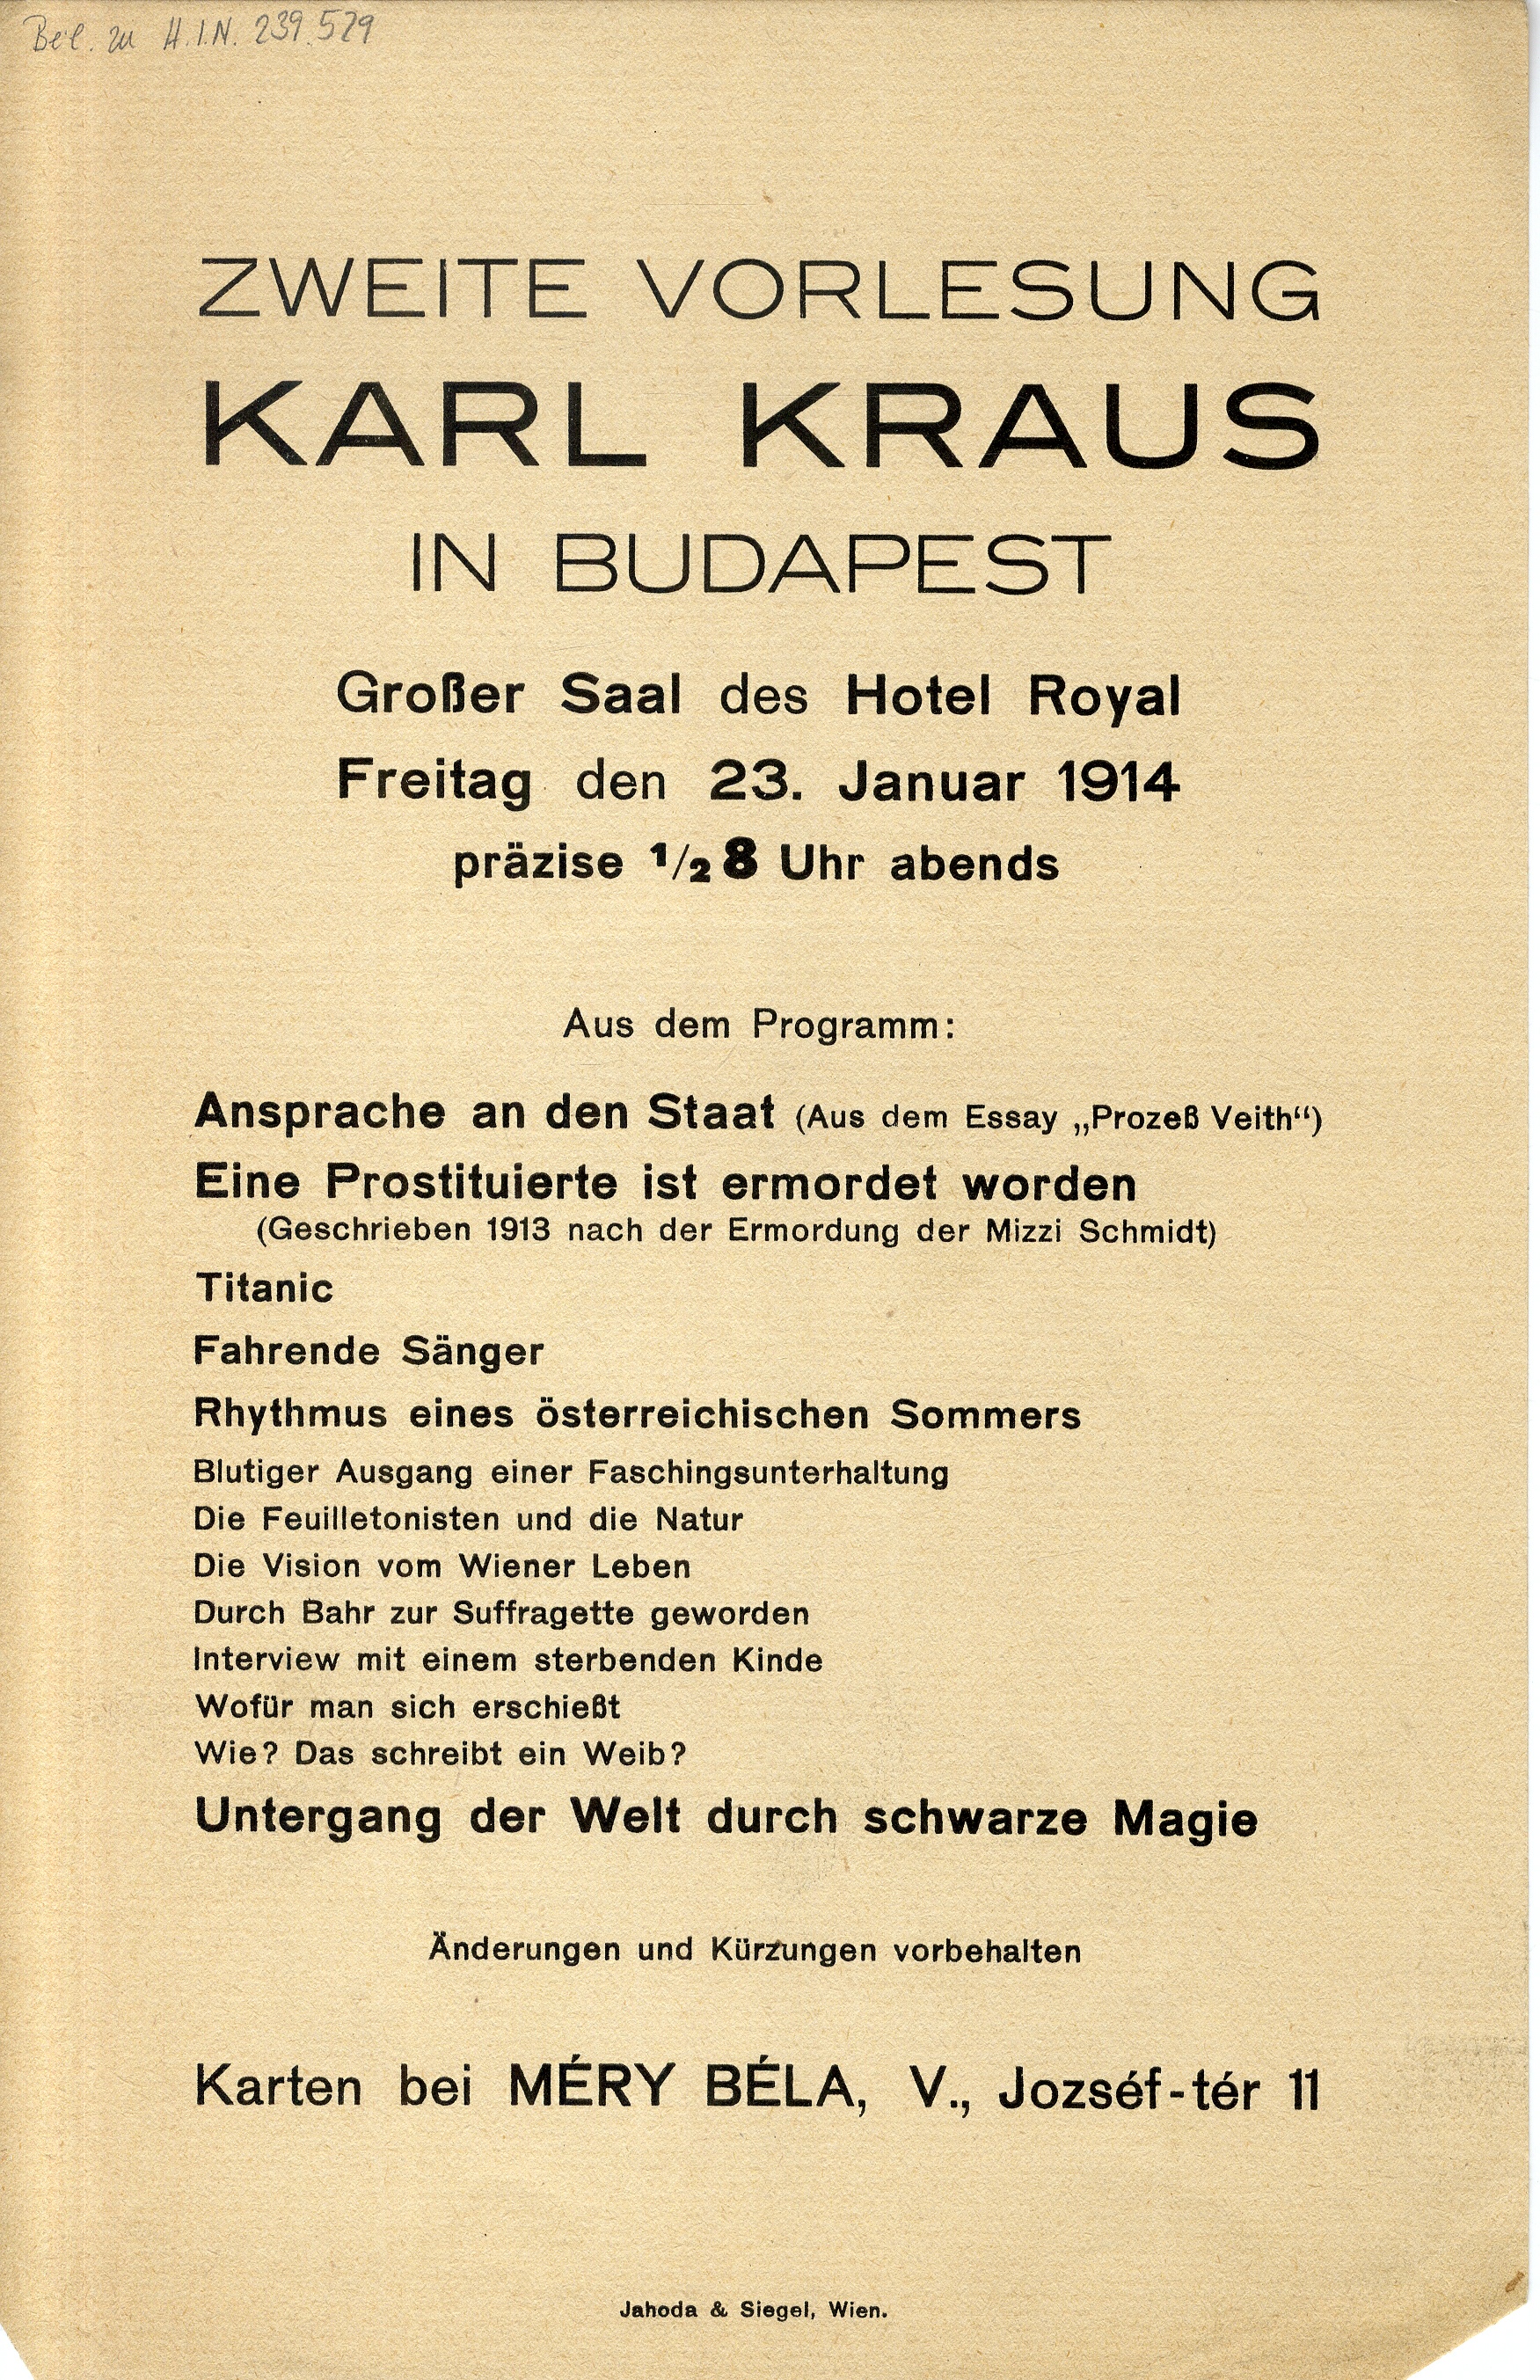 Beil. zu H.I.N. 239.529
ZWEITE VORLESUNG
KARL KRAUS
IN BUDAPEST
Großer Saal des Hotel Royal
Freitag den 23. Januar 1914
präzise 1/2 8 Uhr abends
Aus dem Programm:
Ansprache an den Staat (Aus dem Essay „Prozeß Veith“)
Eine Prostituierte ist ermordet worden
(Geschrieben 1913 nach der Ermordung der Mizzi Schmidt)
Titanic
Fahrende Sänger
Rhythmus eines österreichischen Sommers
Blutiger Ausgang einer Faschingsunterhaltung
Die Feuilletonisten und die Natur
Die Vision vom Wiener Leben
Durch Bahr zur Suffragette geworden
Interview mit einem sterbenden Kinde
Wofür man sich erschießt
Wie? Das schreibt ein Weib?
Untergang der Welt durch schwarze Magie
Änderungen und Kürzungen vorbehalten
Karten bei MÉRY BÉLA, V., Jozséf-tér 11
Jahoda & Siegel, Wien.